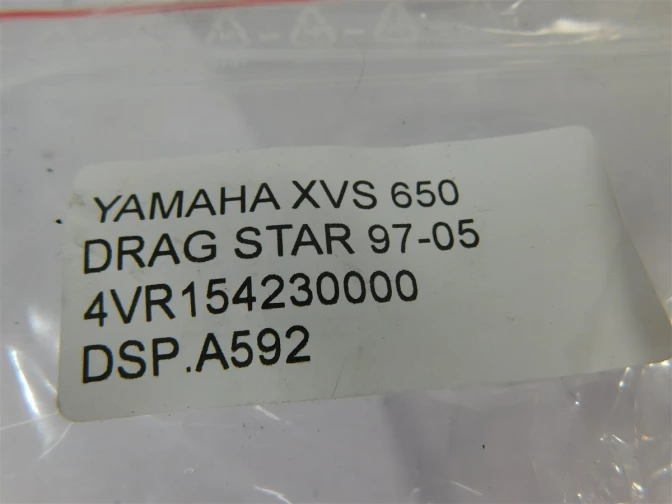 YAMAHA XVS 650
DRAG STAR 97-05
4VR154230000
DSP.A592